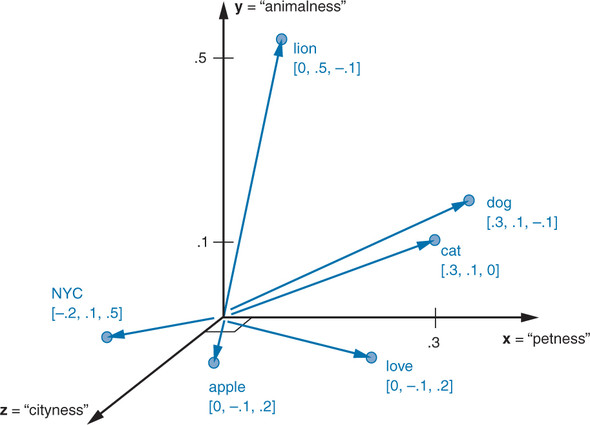 y = “animalness”
.5
lion
[0, .5, –.1]
dog
[.3, .1, –.1]
.1
cat
[.3, .1, 0]
NYC
[–.2, .1, .5]
.3
x = “petness”
love
[0, –.1, .2]
apple
[0, –.1, .2]
z = “cityness”